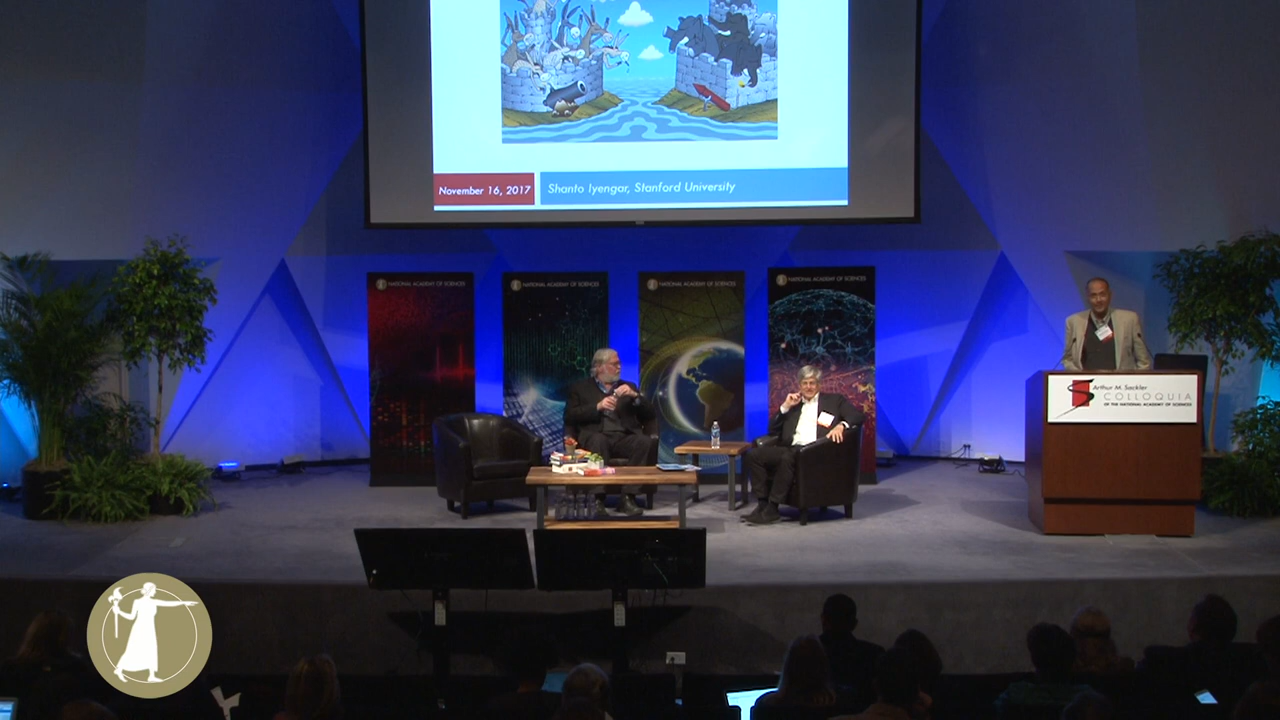 November 16, 2017
Shanto Iyengar, Stanford University
NATIONAL ACADEMY OF SCIENCES
NATIONAL ACADEMY OF SCIENCES
NATIONAL ACADEMY OF SCIENCES
NATIONAL ACADEMY OF SCIENCES
Arthur M. Sackler
COLLOQUIA
OF THE NATIONAL ACADEMY OF SCIENCES